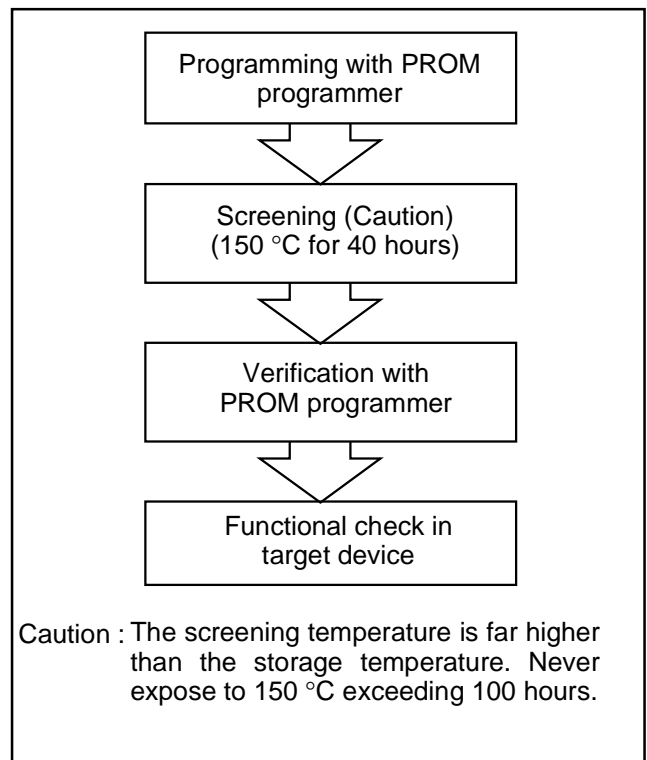 Programming with PROM
programmer
Screening (Caution)
(150 °C for 40 hours)
Verification with
PROM programmer
Functional check in
target device
Caution : The screening temperature is far higher
than the storage temperature. Never
expose to 150 °C exceeding 100 hours.